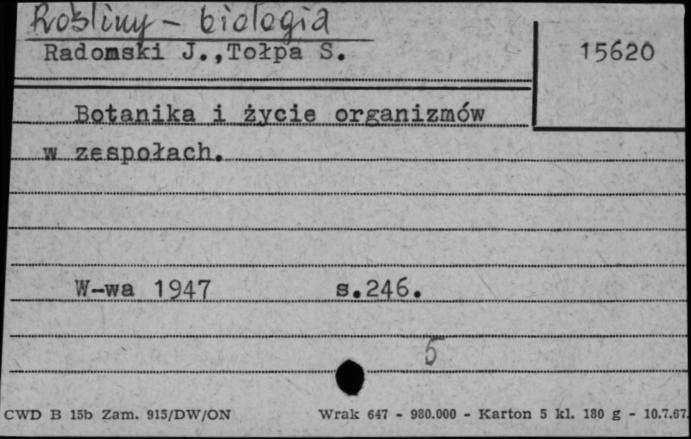 Rośliny - biologia
Radomski J.,Tołpa S.
15620
Botanika i życie organizmów
w zespołach.
W-wa 1947 s.246.
5
CWD B 15b Zam. 915/DW/ON Wrak 647 - 980.000 - Karton 5 kl. 180 g - 10.7.67.